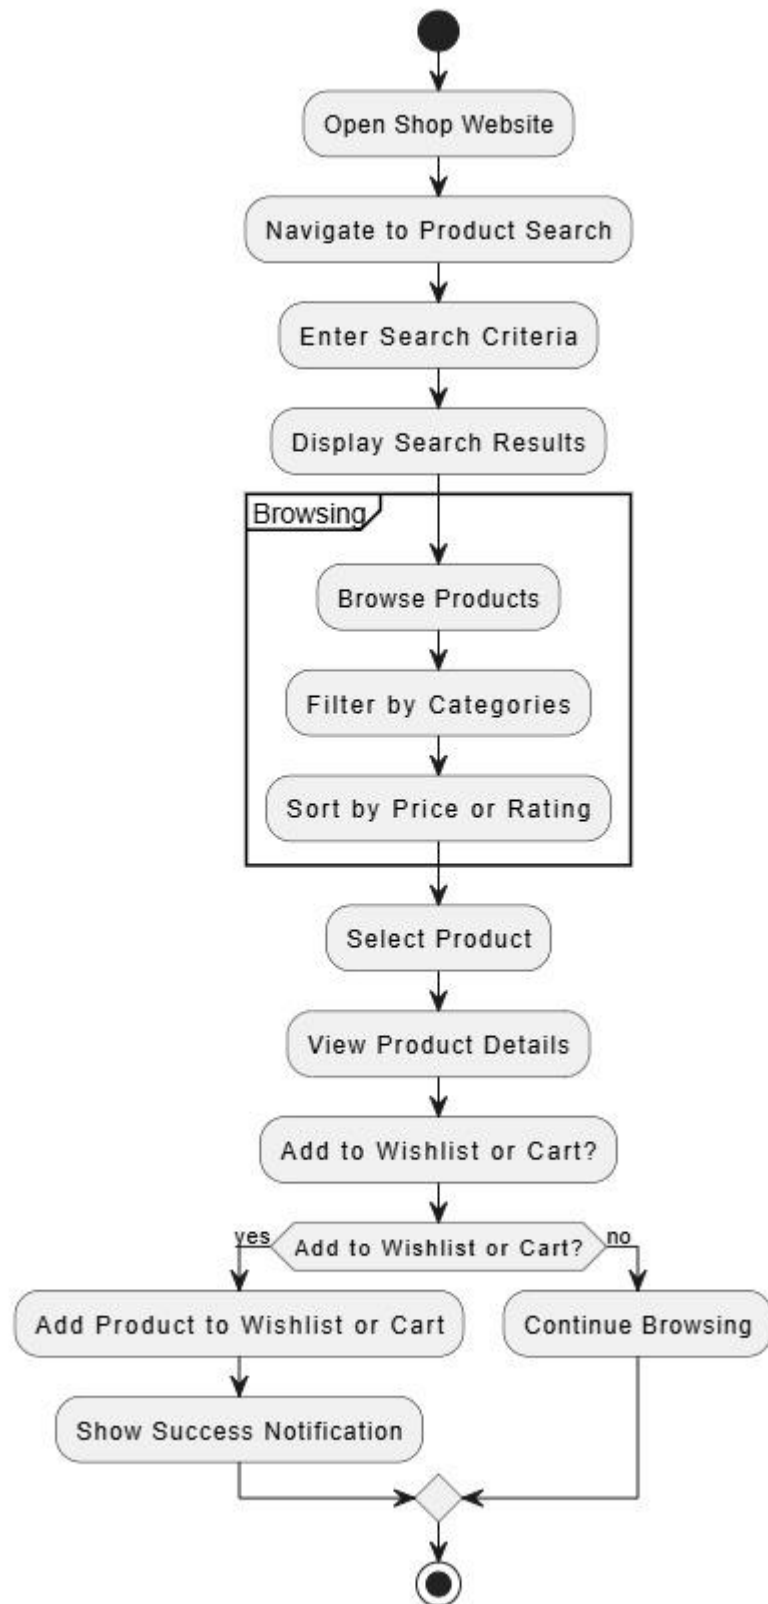 Open Shop Website
Navigate to Product Search
Enter Search Criteria
Display Search Results
Browsing
Browse Products
Filter by Categories
Sort by Price or Rating
Select Product
View Product Details
Add to Wishlist or Cart?
yes
Add to Wishlist or Cart?
no
Add Product to Wishlist or Cart
Continue Browsing
Show Success Notification